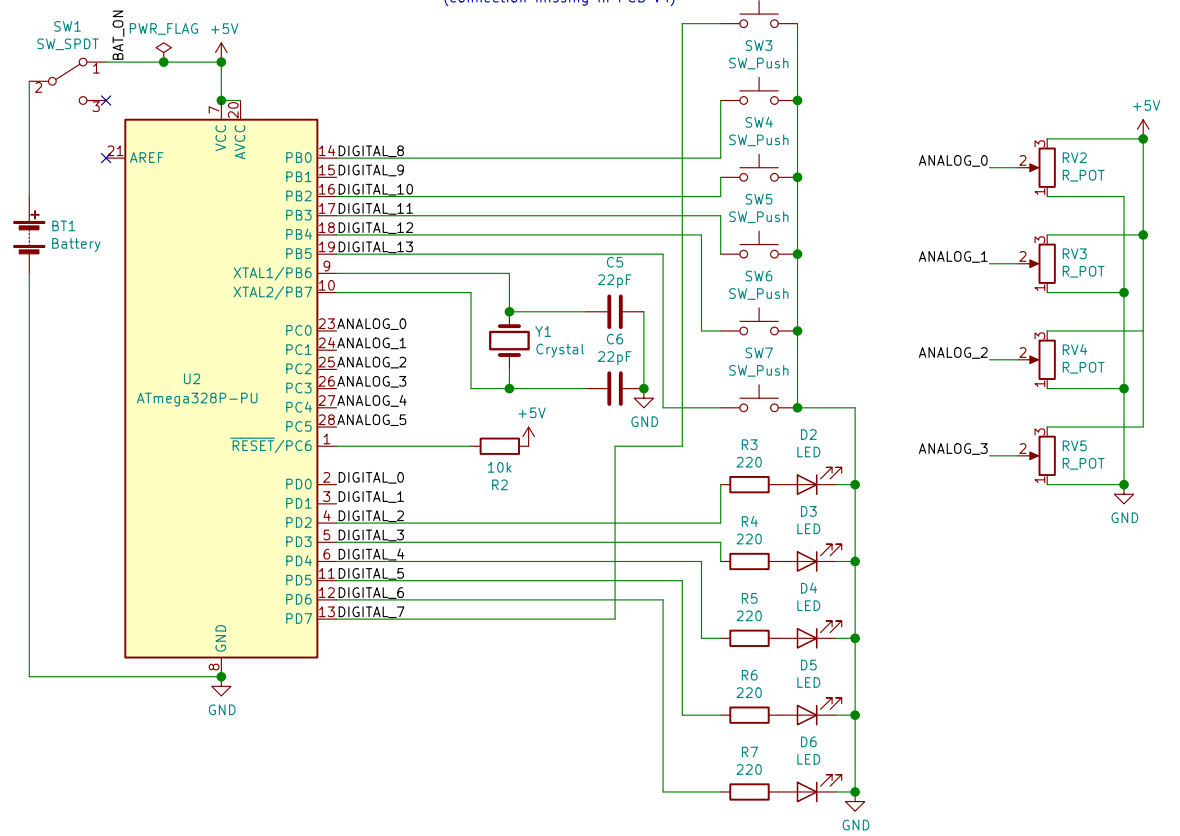 (connection missing in PCB
SW1
SW_SPDT
BAT_ON
PWR_FLAG
+5V
1
2
3
7
20
VCC
AVCC
21
AREF
BT1
Battery
+
U2
ATmega328P-PU
PB0
14
DIGITAL_8
PB1
15
DIGITAL_9
PB2
16
DIGITAL_10
PB3
17
DIGITAL_11
PB4
18
DIGITAL_12
PB5
19
DIGITAL_13
XTAL1/PB6
9
XTAL2/PB7
10
PC0
23
ANALOG_0
PC1
24
ANALOG_1
PC2
25
ANALOG_2
PC3
26
ANALOG_3
PC4
27
ANALOG_4
PC5
28
ANALOG_5
RESET/PC6
1
PD0
2
DIGITAL_0
PD1
3
DIGITAL_1
PD2
4
DIGITAL_2
PD3
5
DIGITAL_3
PD4
6
DIGITAL_4
PD5
11
DIGITAL_5
PD6
12
DIGITAL_6
PD7
13
DIGITAL_7
GND
8
GND
Y1
Crystal
C5
22pF
C6
22pF
GND
+5V
10k
R2
SW3
SW_Push
SW4
SW_Push
SW5
SW_Push
SW6
SW_Push
SW7
SW_Push
R3
220
D2
LED
R4
220
D3
LED
R5
220
D4
LED
R6
220
D5
LED
R7
220
D6
LED
GND
+5V
ANALOG_0
2
3
1
RV2
R_POT
ANALOG_1
2
3
1
RV3
R_POT
ANALOG_2
2
3
1
RV4
R_POT
ANALOG_3
2
3
1
RV5
R_POT
GND